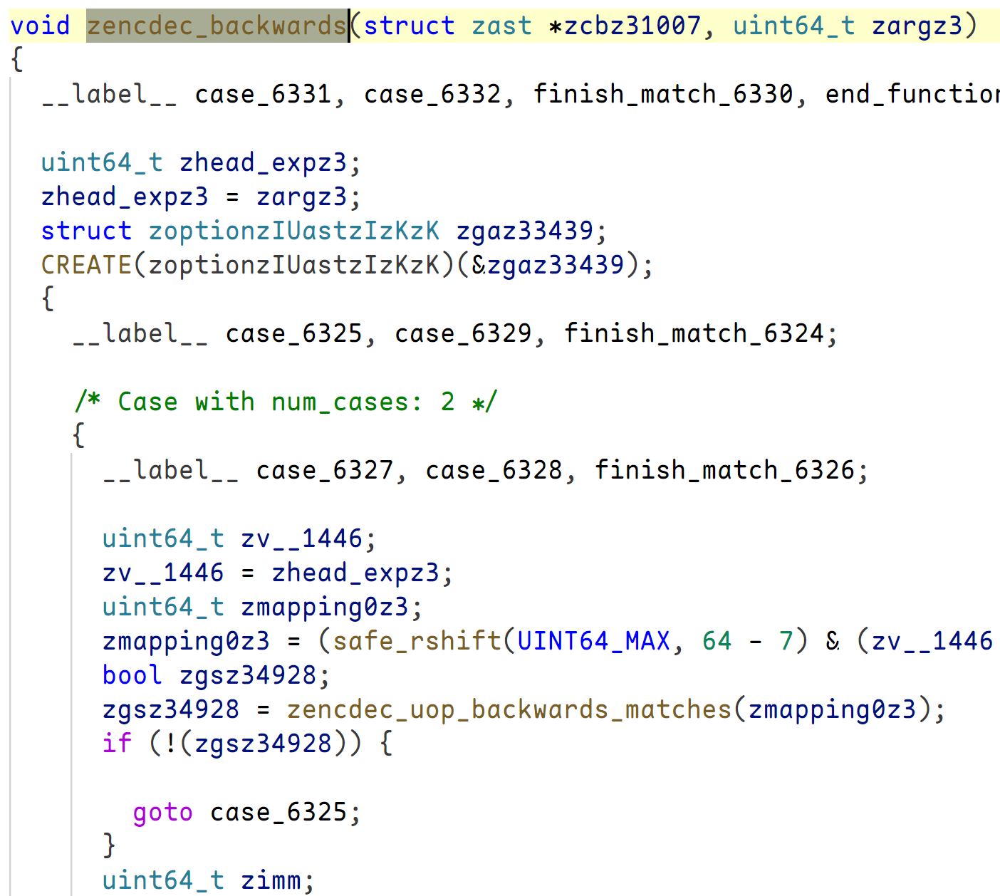 void zencdec_backwards(struct zast *zcbz31007, uint64_t zargz3)
{
__label__ case_6331, case_6332, finish_match_6330, end_function
uint64_t zhead_expz3;
zhead_expz3 = zargz3;
struct zoptionzIUastzIzKzK zgaz33439;
CREATE(zoptionzIUastzIzKzK)(&zgaz33439);
{
__label__ case_6325, case_6329, finish_match_6324;
/* Case with num_cases: 2 */
{
__label__ case_6327, case_6328, finish_match_6326;
uint64_t zv__1446;
zv__1446 = zhead_expz3;
uint64_t zmapping0z3;
zmapping0z3 = (safe_rshift(UINT64_MAX, 64 - 7) & (zv__1446
bool zgsz34928;
zgsz34928 = zencdec_uop_backwards_matches(zmapping0z3);
if (!(zgsz34928)) {
goto case_6325;
}
uint64_t zimm;